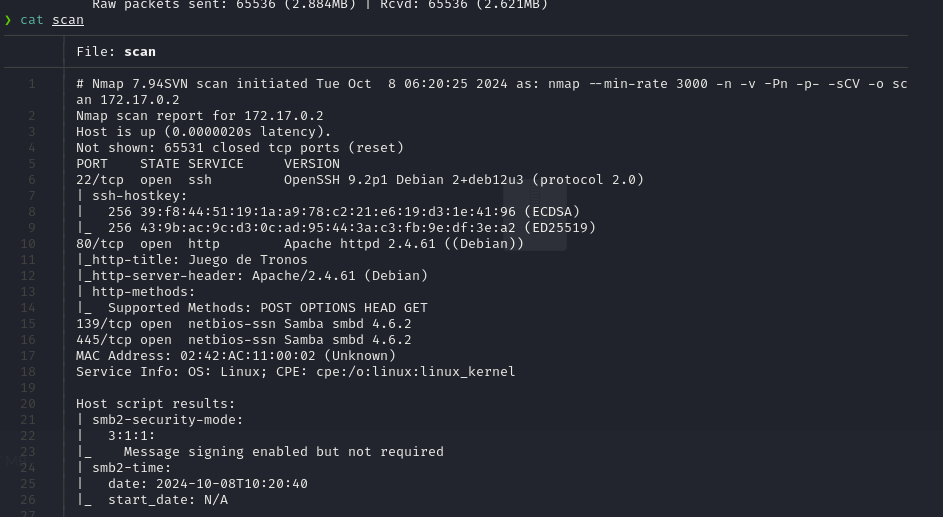 Raw packets sent: 65536 (2.884MB) | Rcvd: 65536 (2.621MB)
❯ cat scan
File: scan
1 # Nmap 7.94SVN scan initiated Tue Oct  8 06:20:25 2024 as: nmap --min-rate 3000 -n -v -Pn -p- -sCV -o sc
an 172.17.0.2
2 Nmap scan report for 172.17.0.2
3 Host is up (0.0000020s latency).
4 Not shown: 65531 closed tcp ports (reset)
5 PORT    STATE SERVICE     VERSION
6 22/tcp  open  ssh         OpenSSH 9.2p1 Debian 2+deb12u3 (protocol 2.0)
7 | ssh-hostkey:
8 |   256 39:f8:44:51:19:1a:a9:78:c2:21:e6:19:d3:1e:41:96 (ECDSA)
9 |_  256 43:9b:ac:9c:d3:0c:ad:95:44:3a:c3:fb:9e:df:3e:a2 (ED25519)
10 80/tcp  open  http        Apache httpd 2.4.61 ((Debian))
11 |_http-title: Juego de Tronos
12 |_http-server-header: Apache/2.4.61 (Debian)
13 | http-methods:
14 |_  Supported Methods: POST OPTIONS HEAD GET
15 139/tcp open  netbios-ssn Samba smbd 4.6.2
16 445/tcp open  netbios-ssn Samba smbd 4.6.2
17 MAC Address: 02:42:AC:11:00:02 (Unknown)
18 Service Info: OS: Linux; CPE: cpe:/o:linux:linux_kernel
19
20 Host script results:
21 | smb2-security-mode:
22 |   3:1:1:
23 |_    Message signing enabled but not required
24 | smb2-time:
25 |   date: 2024-10-08T10:20:40
26 |_  start_date: N/A
27